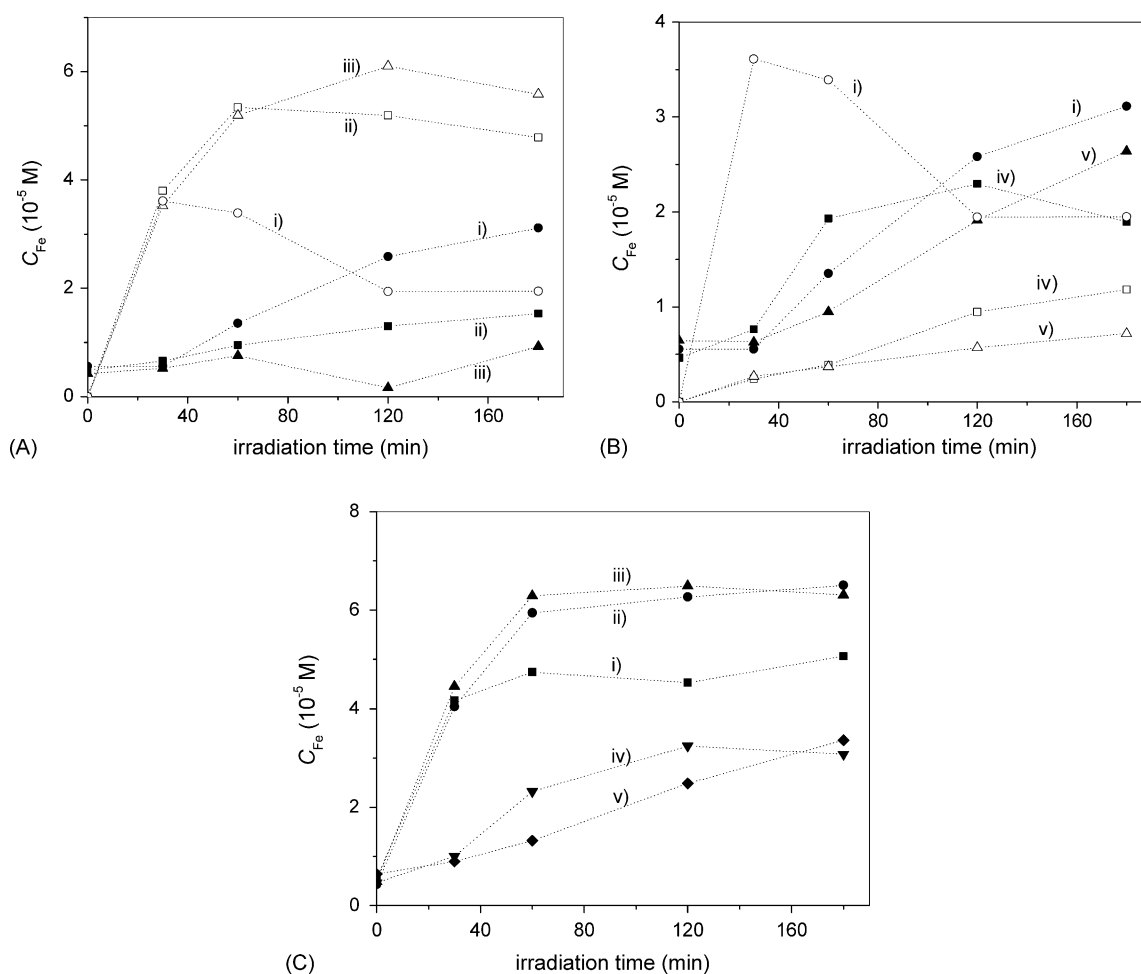 6
4
2
0
0
40
80
120
160
C_Fe (10^-5 M)
irradiation time (min)
(A)
iii)
ii)
i)
i)
ii)
iii)
4
3
2
1
0
0
40
80
120
160
C_Fe (10^-5 M)
irradiation time (min)
(B)
i)
i)
v)
iv)
iv)
v)
8
6
4
2
0
0
40
80
120
160
C_Fe (10^-5 M)
irradiation time (min)
(C)
iii)
ii)
i)
iv)
v)